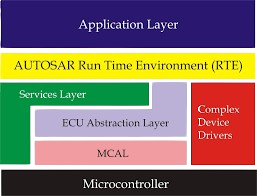 Application Layer
AUTOSAR Run Time Environment (RTE)
Services Layer
ECU Abstraction Layer
MCAL
Complex
Device
Drivers
Microcontroller